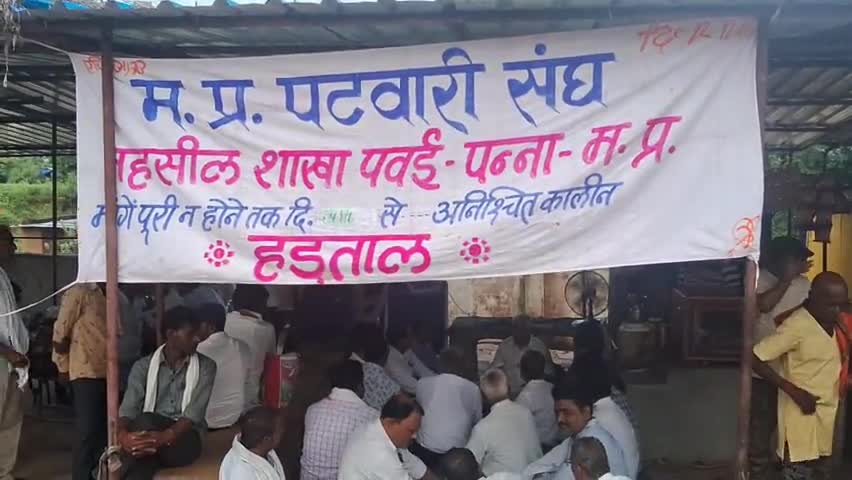 म. प्र. पटवारी संघ
तहसील शाखा पवई - पन्ना - म. प्र.
मांगें पूरी न होने तक दि. से अनिश्चित कालीन
हड़ताल